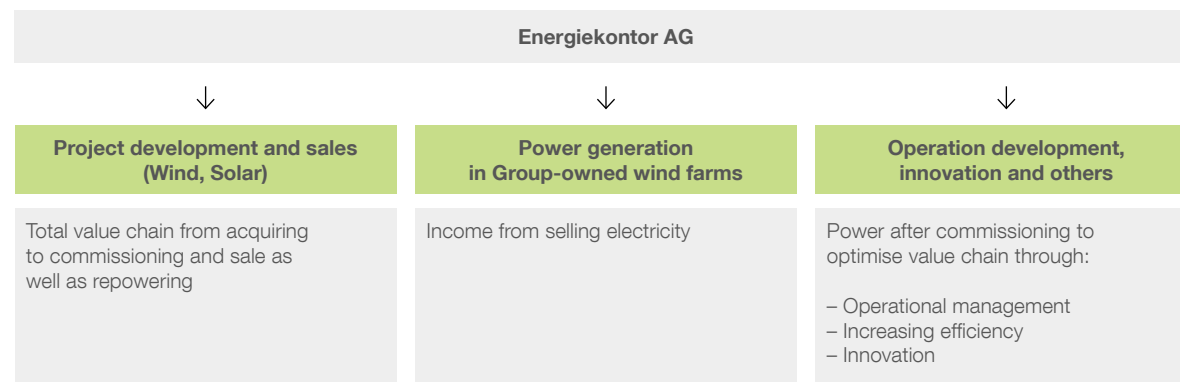 Energiekontor AG
Project development and sales
(Wind, Solar)
Total value chain from acquiring
to commissioning and sale as
well as repowering
Power generation
in Group-owned wind farms
Income from selling electricity
Operation development,
innovation and others
Power after commissioning to
optimise value chain through:
– Operational management
– Increasing efficiency
– Innovation